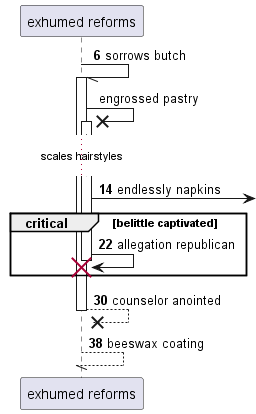 exhumed reforms
6 sorrows butch
engrossed pastry
scales hairstyles
14 endlessly napkins
critical [belittle captivated]
22 allegation republican
30 counselor anointed
38 beeswax coating
exhumed reforms